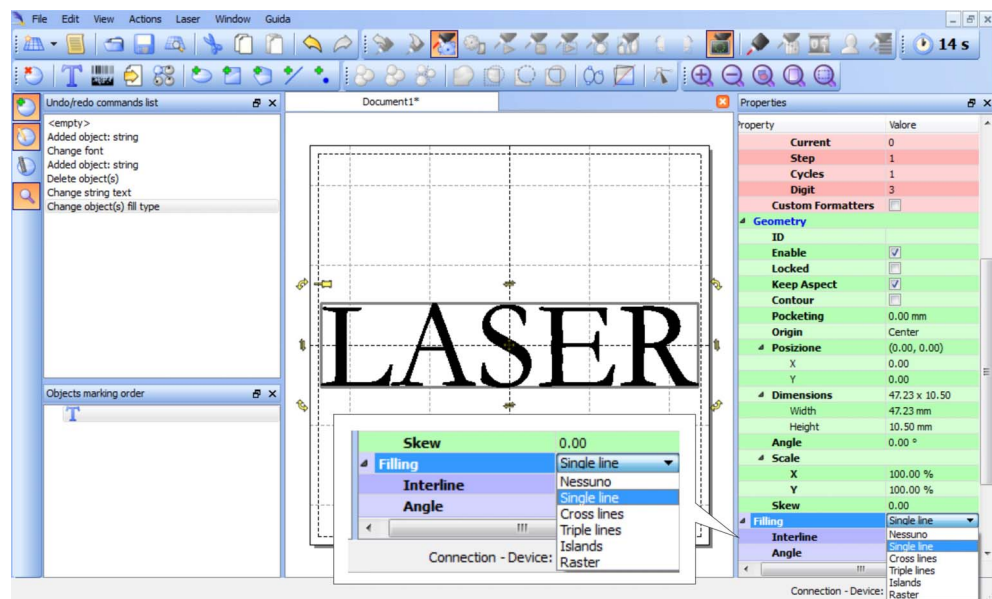 File Edit View Actions Laser Window Guida
14 s
Undo/redo commands list
<empty>
Added object: string
Change font
Added object: string
Delete object(s)
Change string text
Change object(s) fill type
Objects marking order
T
Document1*
LASER
Skew 0.00
Filling Single line
Interline Nessuno
Single line
Angle Cross lines
Triple lines
Islands
Connection - Device: Raster
Properties
Property Valore
Current 0
Step 1
Cycles 1
Digit 3
Custom Formatters
Geometry
ID
Enable
Locked
Keep Aspect
Contour
Pocketing 0.00 mm
Origin Center
Posizione (0.00, 0.00)
X 0.00
Y 0.00
Dimensions 47.23 x 10.50
Width 47.23 mm
Height 10.50 mm
Angle 0.00 °
Scale
X 100.00 %
Y 100.00 %
Skew 0.00
Filling Single line
Interline Nessuno
Single line
Angle Cross lines
Triple lines
Islands
Connection - Device: Raster